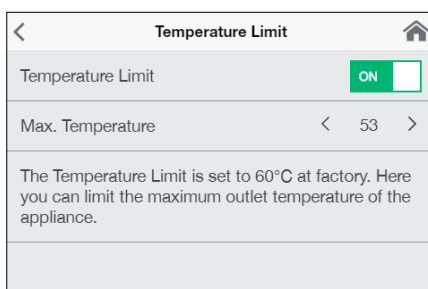 Temperature Limit
Temperature Limit ON
Max. Temperature < 53 >
The Temperature Limit is set to 60°C at factory. Here
you can limit the maximum outlet temperature of the
appliance.